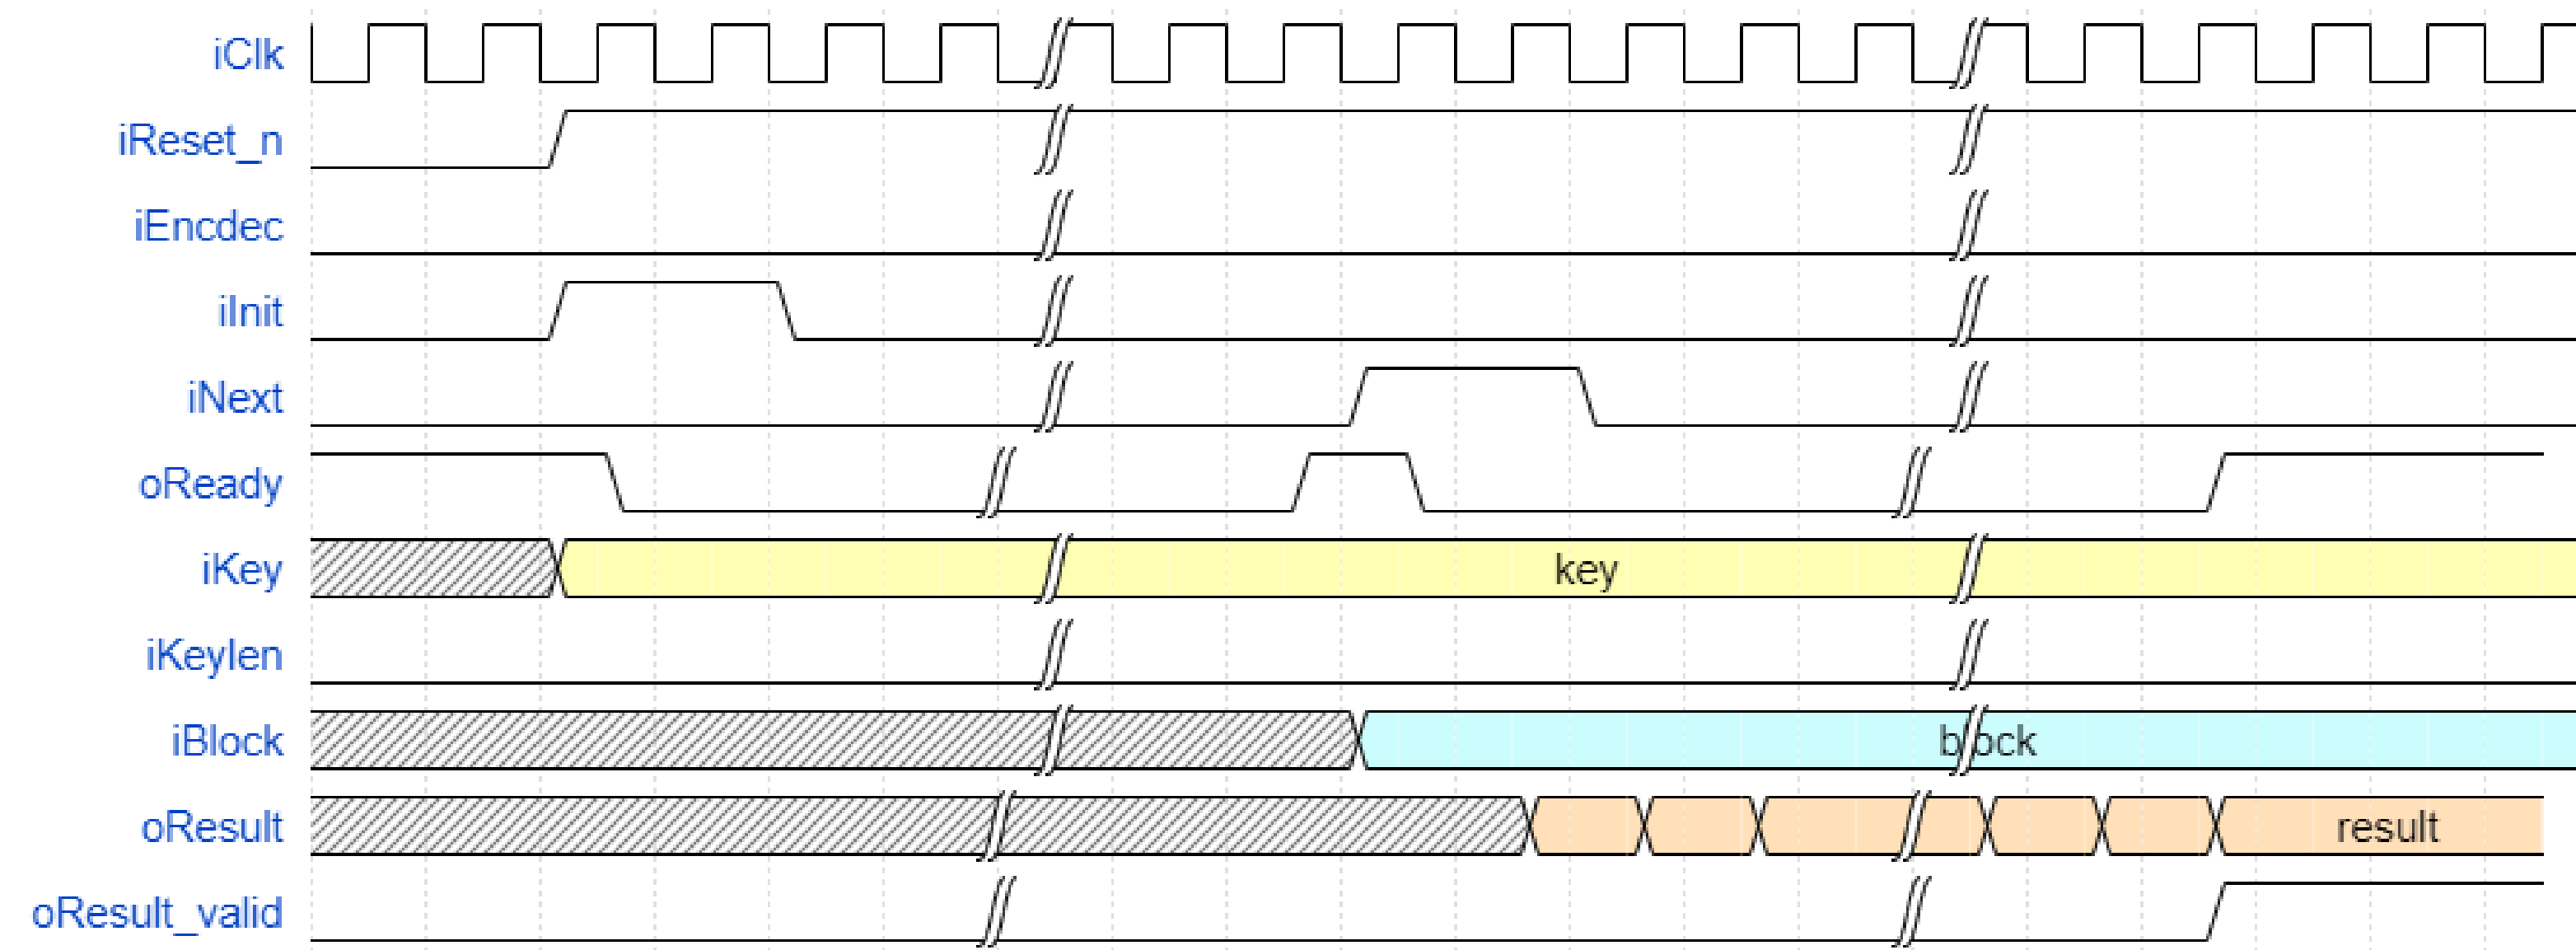 iClk
iReset_n
iEncdec
iInit
iNext
oReady
iKey key
iKeylen
iBlock block
oResult result
oResult_valid